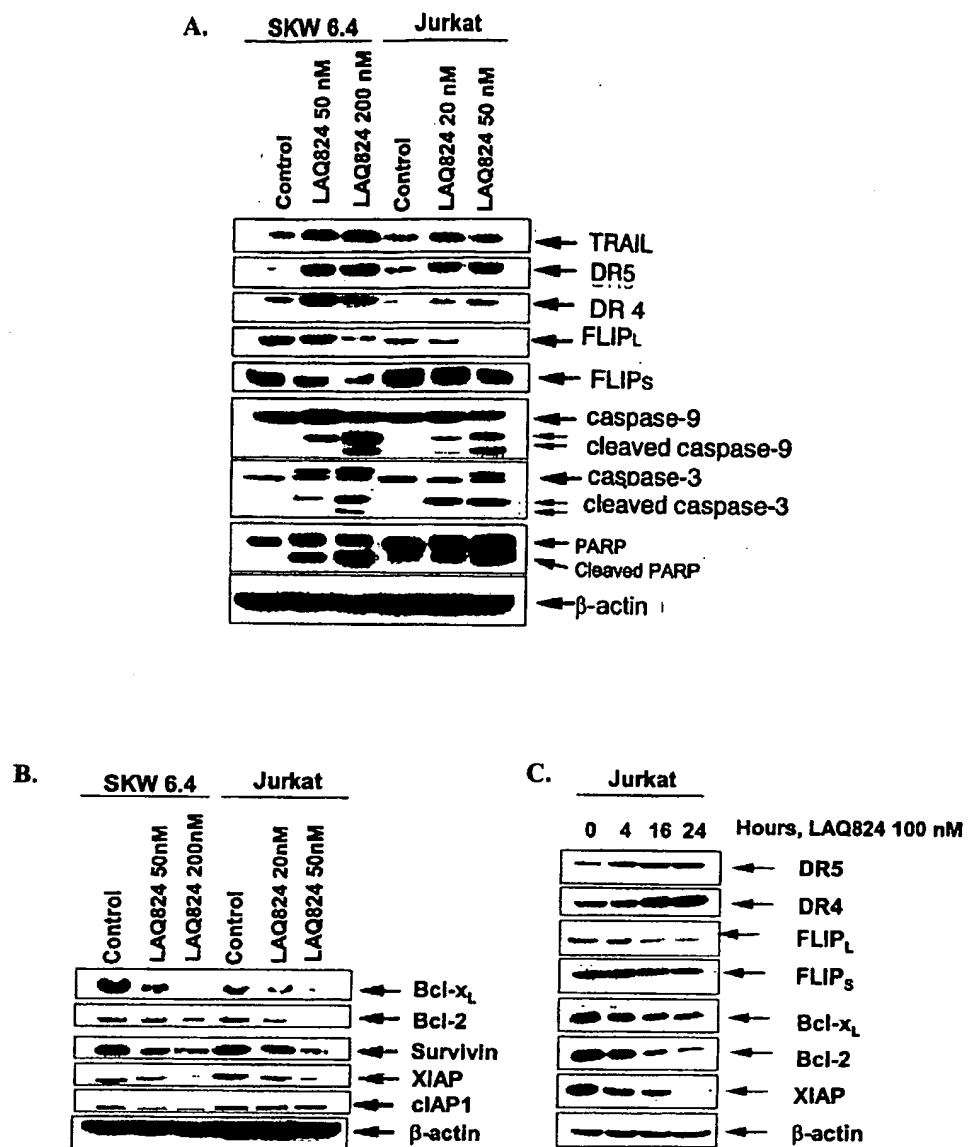 A.
SKW 6.4 Jurkat
Control
LAQ824 50 nM
LAQ824 200 nM
Control
LAQ824 20 nM
LAQ824 50 nM
TRAIL
DR5
DR 4
FLIPL
FLIPs
caspase-9
cleaved caspase-9
caspase-3
cleaved caspase-3
PARP
Cleaved PARP
β-actin
B.
SKW 6.4 Jurkat
Control
LAQ824 50nM
LAQ824 200nM
Control
LAQ824 20nM
LAQ824 50nM
Bcl-xL
Bcl-2
Survivin
XIAP
cIAP1
β-actin
C.
Jurkat
0 4 16 24 Hours, LAQ824 100 nM
DR5
DR4
FLIPL
FLIPS
Bcl-xL
Bcl-2
XIAP
β-actin